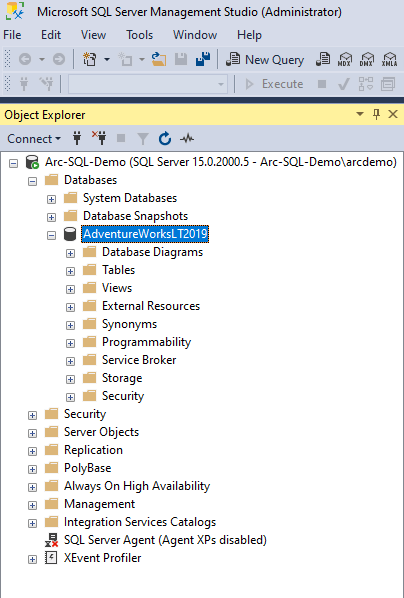 Microsoft SQL Server Management Studio (Administrator)
File Edit View Tools Window Help
New Query MDX DMX XMLA
Execute
Object Explorer
Connect
Arc-SQL-Demo (SQL Server 15.0.2000.5 - Arc-SQL-Demo\arcdemo)
Databases
System Databases
Database Snapshots
AdventureWorksLT2019
Database Diagrams
Tables
Views
External Resources
Synonyms
Programmability
Service Broker
Storage
Security
Security
Server Objects
Replication
PolyBase
Always On High Availability
Management
Integration Services Catalogs
SQL Server Agent (Agent XPs disabled)
XEvent Profiler